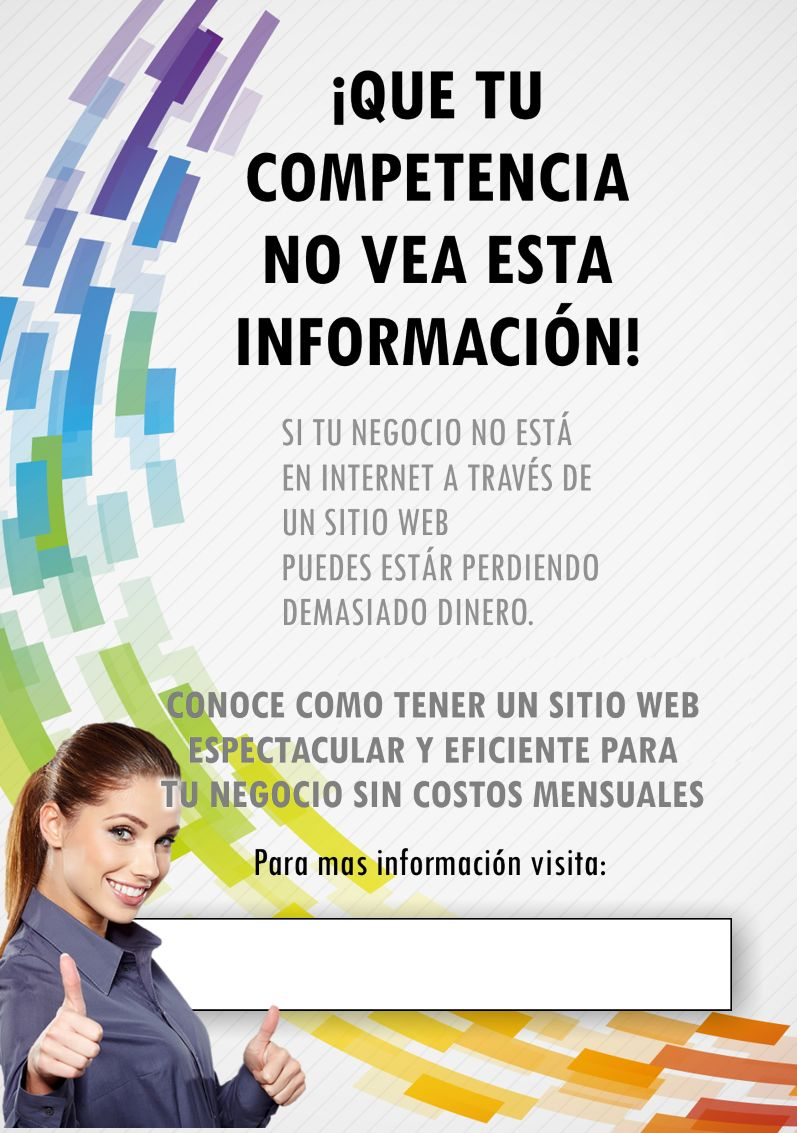 ¡QUE TU
COMPETENCIA
NO VEA ESTA
INFORMACIÓN!
SI TU NEGOCIO NO ESTÁ
EN INTERNET A TRAVÉS DE
UN SITIO WEB
PUEDES ESTÁR PERDIENDO
DEMASIADO DINERO.
CONOCE COMO TENER UN SITIO WEB
ESPECTACULAR Y EFICIENTE PARA
TU NEGOCIO SIN COSTOS MENSUALES
Para mas información visita: